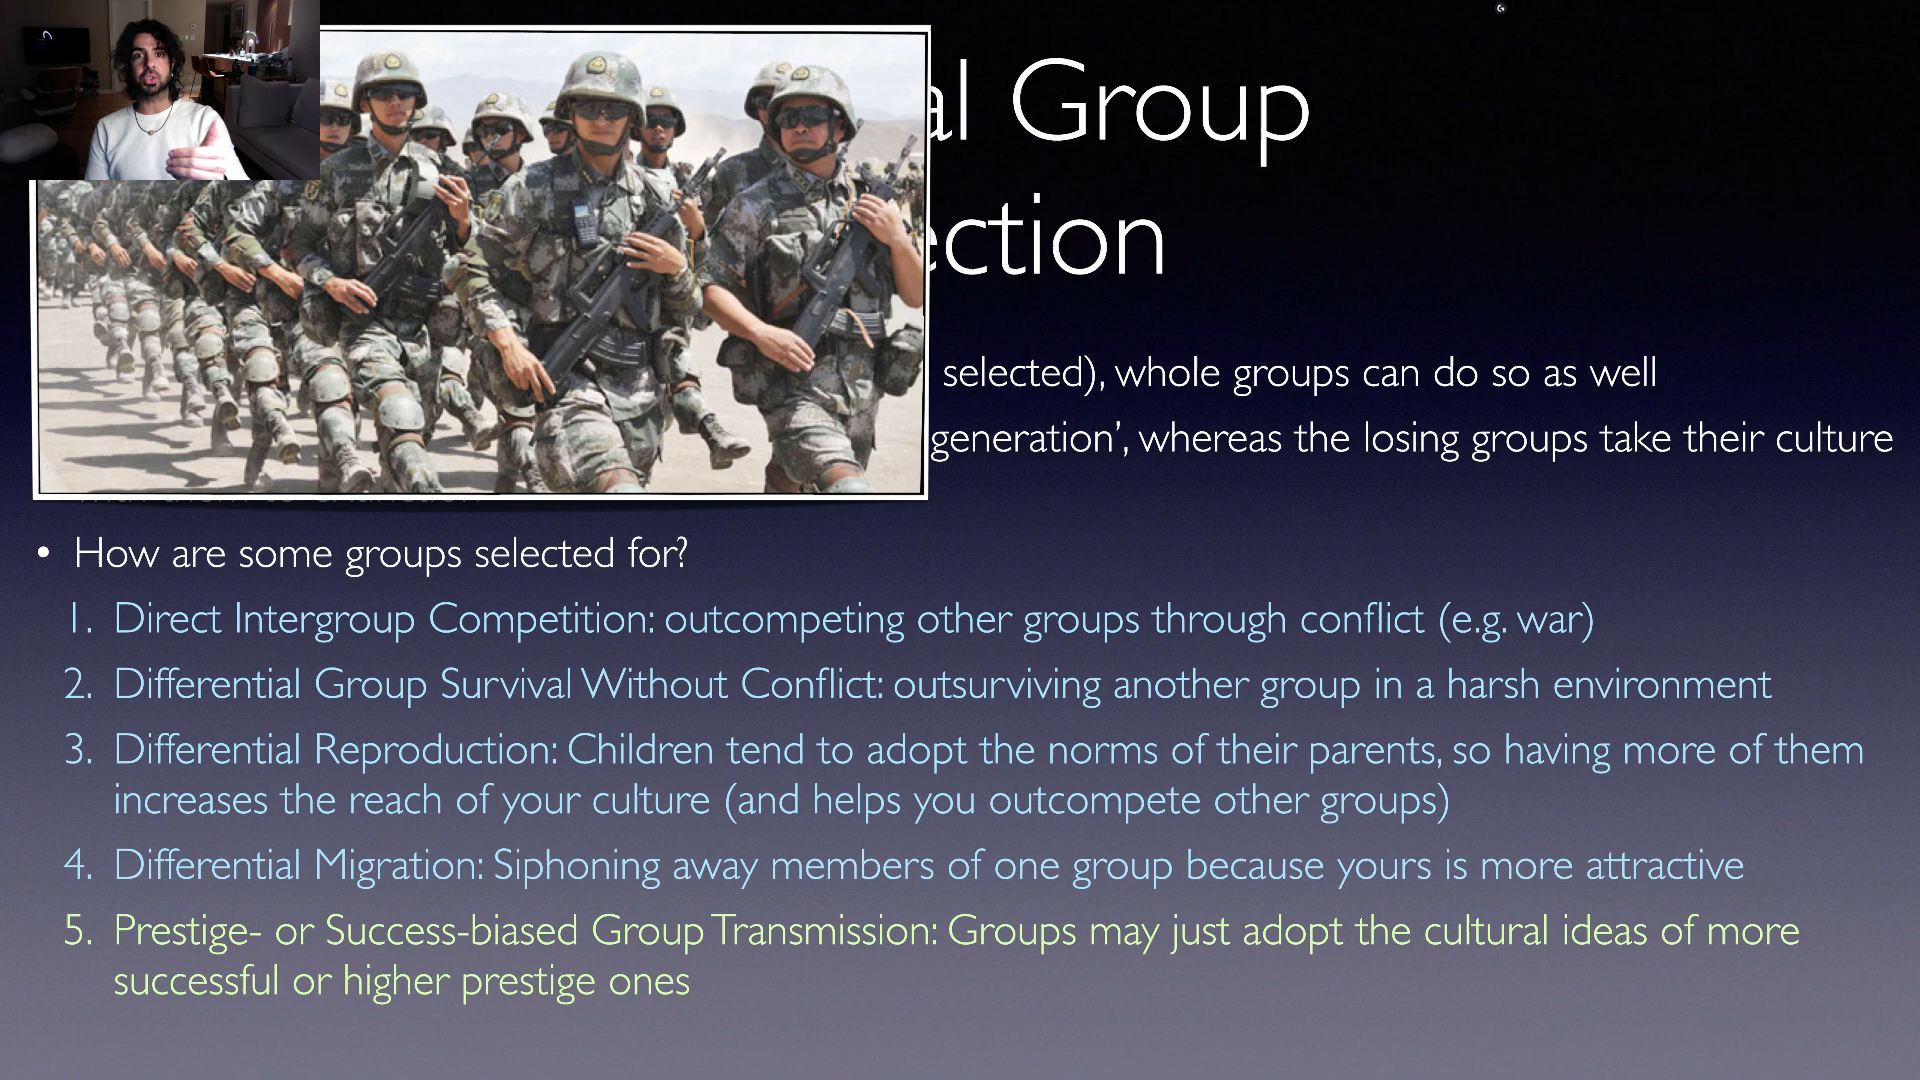 al Group
ction
selected), whole groups can do so as well
generation’, whereas the losing groups take their culture
• How are some groups selected for?
1. Direct Intergroup Competition: outcompeting other groups through conflict (e.g. war)
2. Differential Group Survival Without Conflict: outsurviving another group in a harsh environment
3. Differential Reproduction: Children tend to adopt the norms of their parents, so having more of them
increases the reach of your culture (and helps you outcompete other groups)
4. Differential Migration: Siphoning away members of one group because yours is more attractive
5. Prestige- or Success-biased Group Transmission: Groups may just adopt the cultural ideas of more
successful or higher prestige ones